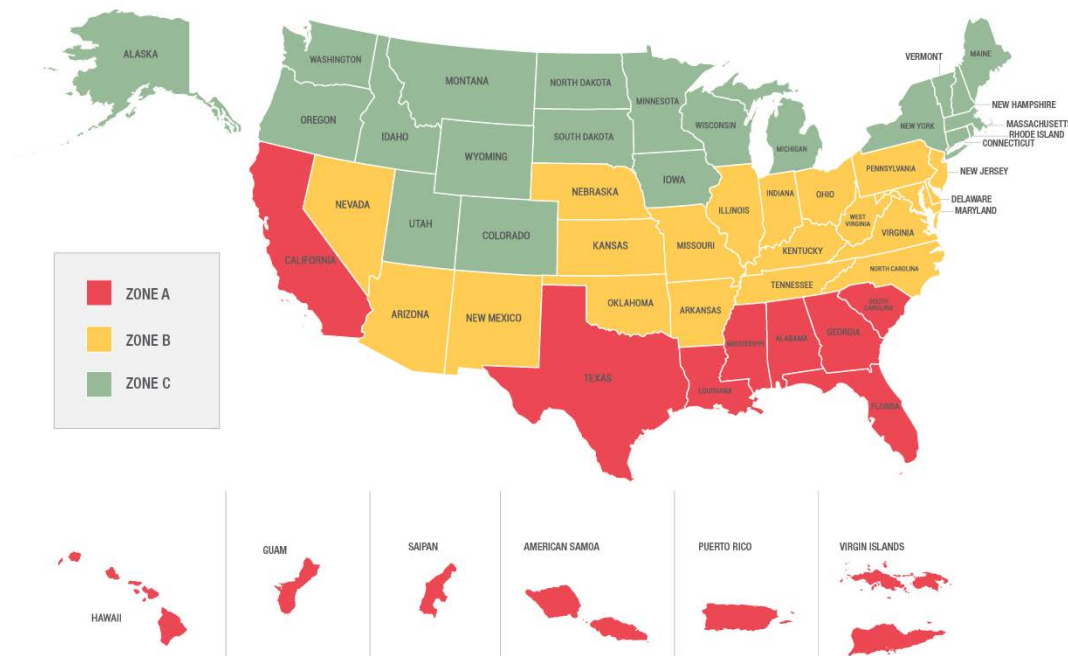 ALASKA
WASHINGTON
MONTANA
NORTH DAKOTA
MINNESOTA
VERMONT
MAINE
OREGON
IDAHO
WYOMING
SOUTH DAKOTA
WISCONSIN
MICHIGAN
NEW YORK
NEW HAMPSHIRE
MASSACHUSETTS
RHODE ISLAND
CONNECTICUT
NEVADA
UTAH
COLORADO
NEBRASKA
IOWA
ILLINOIS
INDIANA
OHIO
PENNSYLVANIA
NEW JERSEY
DELAWARE
MARYLAND
CALIFORNIA
KANSAS
MISSOURI
KENTUCKY
WEST
VIRGINIA
VIRGINIA
ARIZONA
NEW MEXICO
OKLAHOMA
ARKANSAS
TENNESSEE
NORTH CAROLINA
SOUTH
CAROLINA
TEXAS
LOUISIANA
MISSISSIPPI
ALABAMA
GEORGIA
FLORIDA
ZONE A
ZONE B
ZONE C
HAWAII
GUAM
SAIPAN
AMERICAN SAMOA
PUERTO RICO
VIRGIN ISLANDS